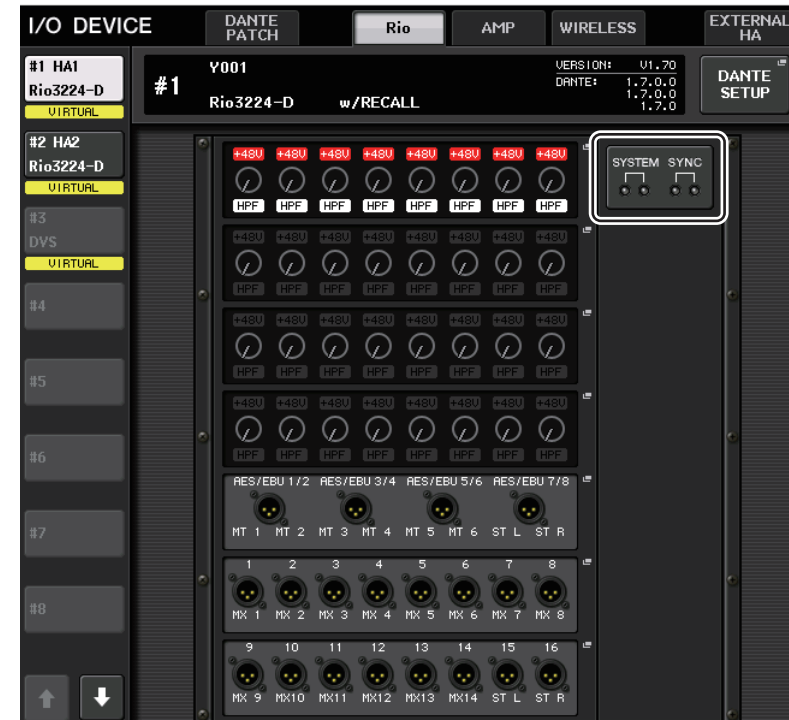 I/O DEVICE
DANTE PATCH
Rio
AMP
WIRELESS
EXTERNAL HA
#1 HA1
Rio3224-D
VIRTUAL
#2 HA2
Rio3224-D
VIRTUAL
#3
DVS
VIRTUAL
#4
#5
#6
#7
#8
#1
Y001
Rio3224-D w/RECALL
VERSION: V1.70
DANTE: 1.7.0.0
1.7.0.0
1.7.0
DANTE SETUP
+48V +48V +48V +48V +48V +48V +48V +48V
HPF HPF HPF HPF HPF HPF HPF HPF
SYSTEM SYNC
+48V +48V +48V +48V +48V +48V +48V +48V
HPF HPF HPF HPF HPF HPF HPF HPF
+48V +48V +48V +48V +48V +48V +48V +48V
HPF HPF HPF HPF HPF HPF HPF HPF
+48V +48V +48V +48V +48V +48V +48V +48V
HPF HPF HPF HPF HPF HPF HPF HPF
AES/EBU 1/2 AES/EBU 3/4 AES/EBU 5/6 AES/EBU 7/8
MT 1 MT 2 MT 3 MT 4 MT 5 MT 6 ST L ST R
1 2 3 4 5 6 7 8
MX 1 MX 2 MX 3 MX 4 MX 5 MX 6 MX 7 MX 8
9 10 11 12 13 14 15 16
MX 9 MX10 MX11 MX12 MX13 MX14 ST L ST R